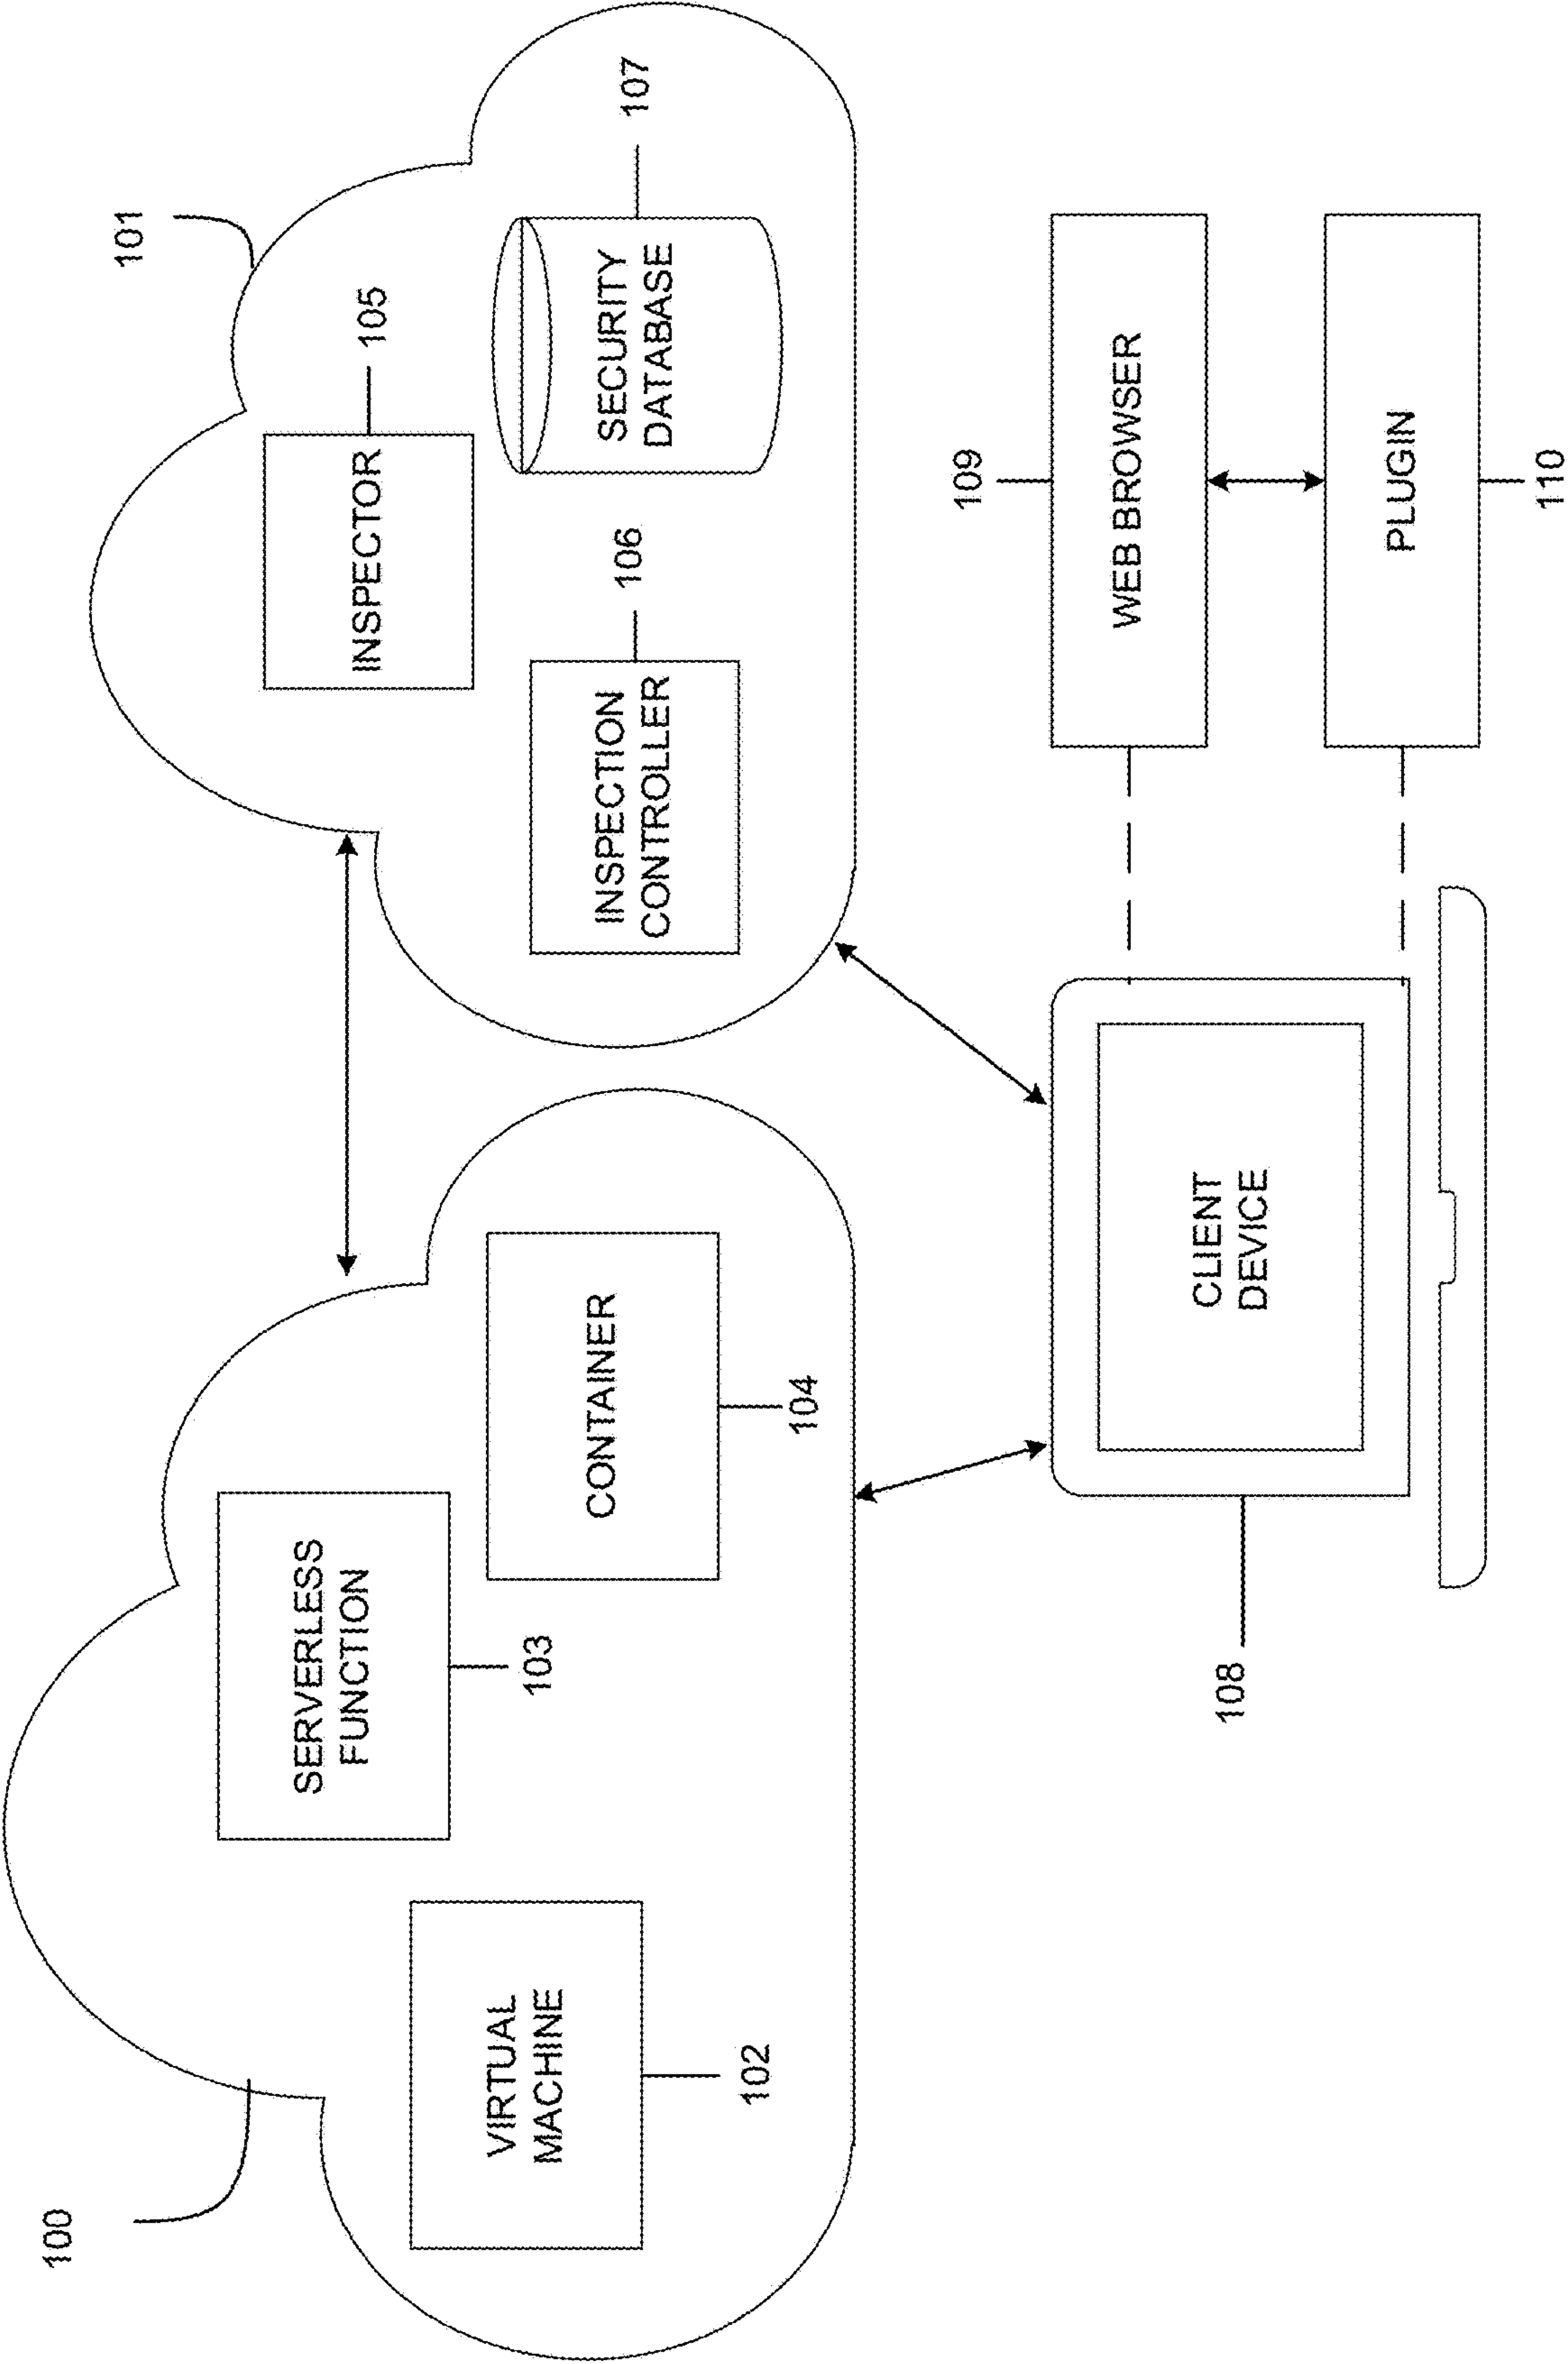 100
101
SERVERLESS
FUNCTION
103
VIRTUAL
MACHINE
102
CONTAINER
104
INSPECTOR
105
INSPECTION
CONTROLLER
106
SECURITY
DATABASE
107
108
CLIENT
DEVICE
109
WEB BROWSER
PLUGIN
110